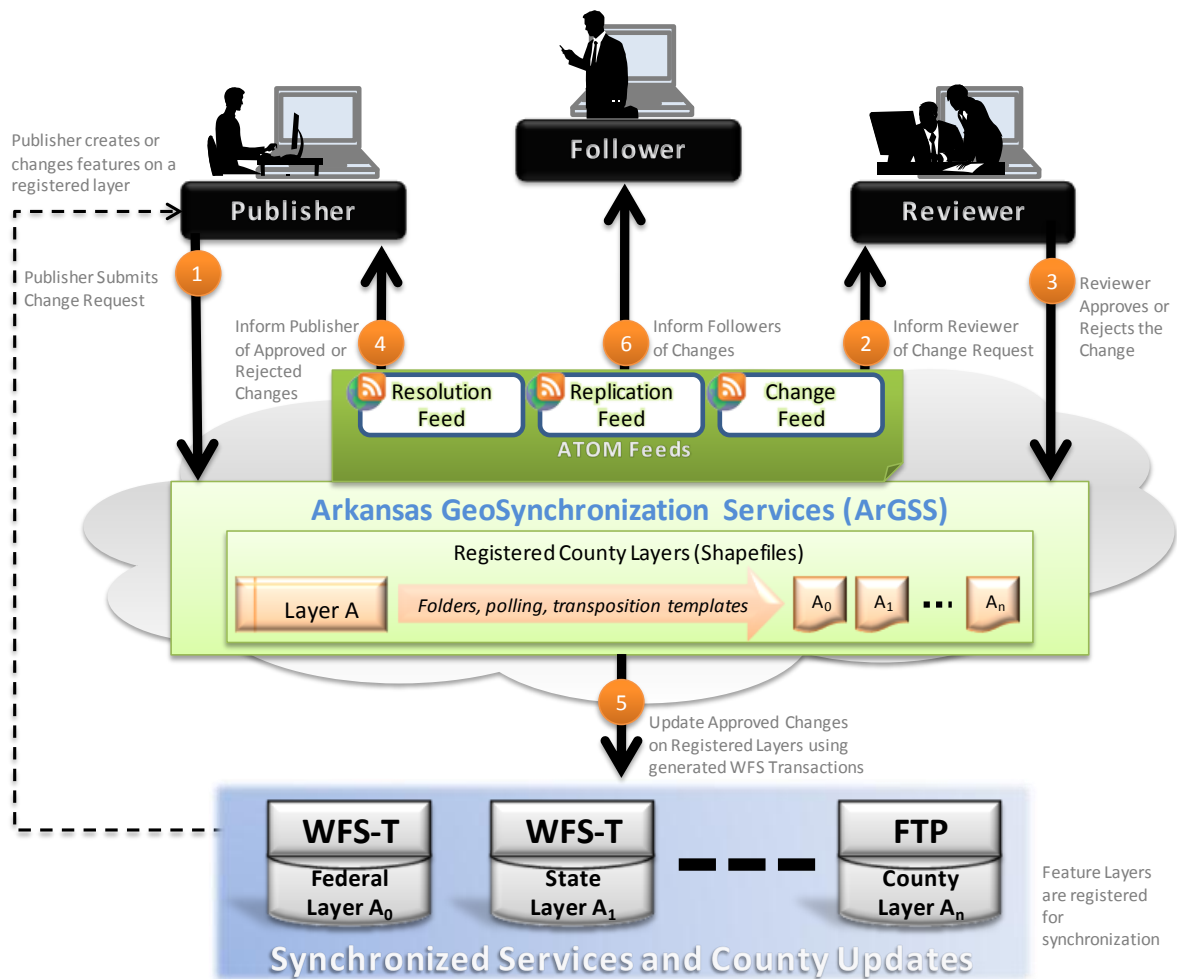 Publisher creates or
changes features on a
registered layer
Publisher
Follower
Reviewer
1
Publisher Submits
Change Request
4
Inform Publisher
of Approved or
Rejected
Changes
6
Inform Followers
of Changes
2
Inform Reviewer
of Change Request
3
Reviewer
Approves or
Rejects the
Change
Resolution
Feed
Replication
Feed
Change
Feed
ATOM Feeds
Arkansas GeoSynchronization Services (ArGSS)
Registered County Layers (Shapefiles)
Layer A
Folders, polling, transposition templates
A0
A1
...
An
5
Update Approved Changes
on Registered Layers using
generated WFS Transactions
WFS-T
Federal
Layer A0
WFS-T
State
Layer A1
FTP
County
Layer An
Feature Layers
are registered
for
synchronization
Synchronized Services and County Updates